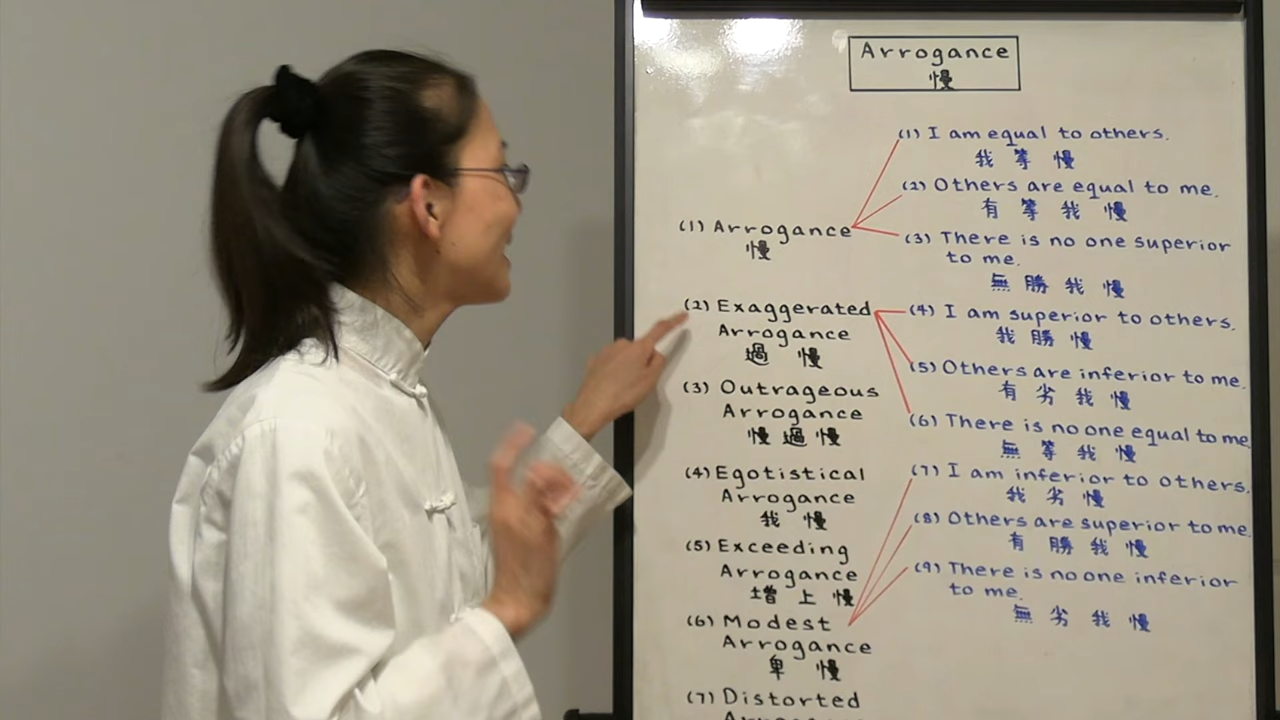 Arrogance
慢
(1) Arrogance
慢
(2) Exaggerated
Arrogance
過慢
(3) Outrageous
Arrogance
慢過慢
(4) Egotistical
Arrogance
我慢
(5) Exceeding
Arrogance
增上慢
(6) Modest
Arrogance
卑慢
(7) Distorted
Arrogance
(1) I am equal to others.
我等慢
(2) Others are equal to me.
有等我慢
(3) There is no one superior
to me.
無勝我慢
(4) I am superior to others.
我勝慢
(5) Others are inferior to me.
有劣我慢
(6) There is no one equal to me
無等我慢
(7) I am inferior to others.
我劣慢
(8) Others are superior to me.
有勝我慢
(9) There is no one inferior
to me.
無劣我慢